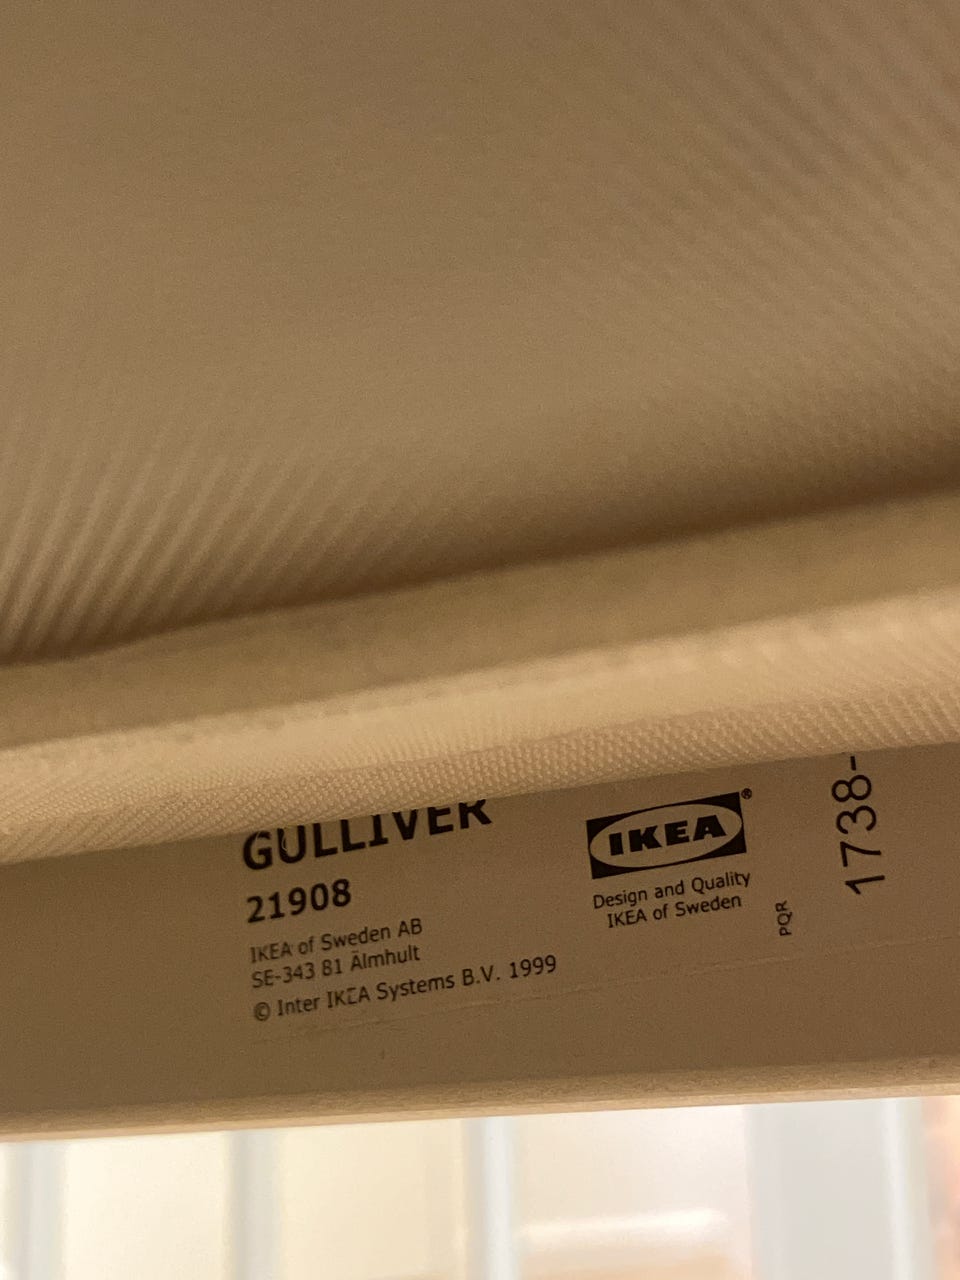 GULLIVER
21908
IKEA of Sweden AB
SE-343 81 Älmhult
© Inter IKEA Systems B.V. 1999
IKEA®
Design and Quality
IKEA of Sweden
PQR
1738-